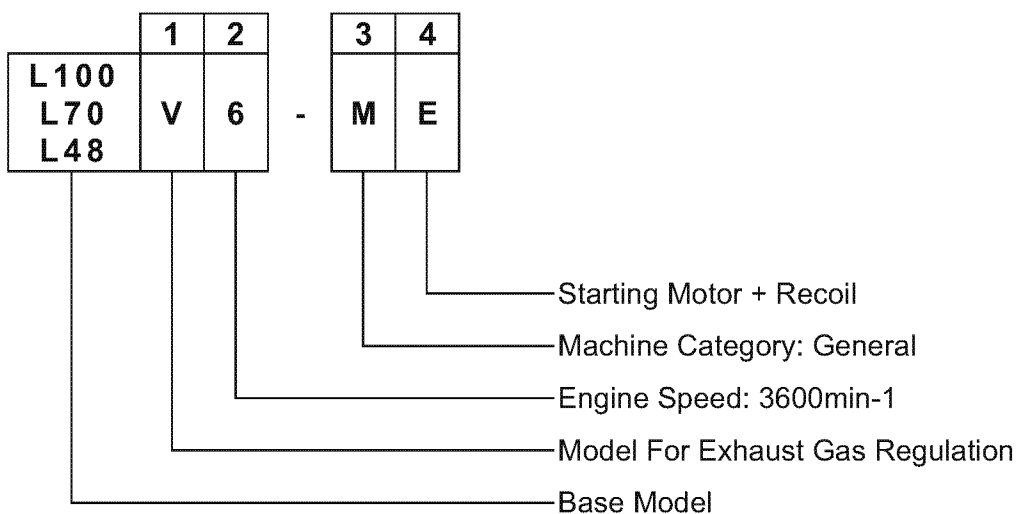 1 2 3 4
L100
L70
V 6 - M E
L48
Starting Motor + Recoil
Machine Category: General
Engine Speed: 3600min-1
Model For Exhaust Gas Regulation
Base Model